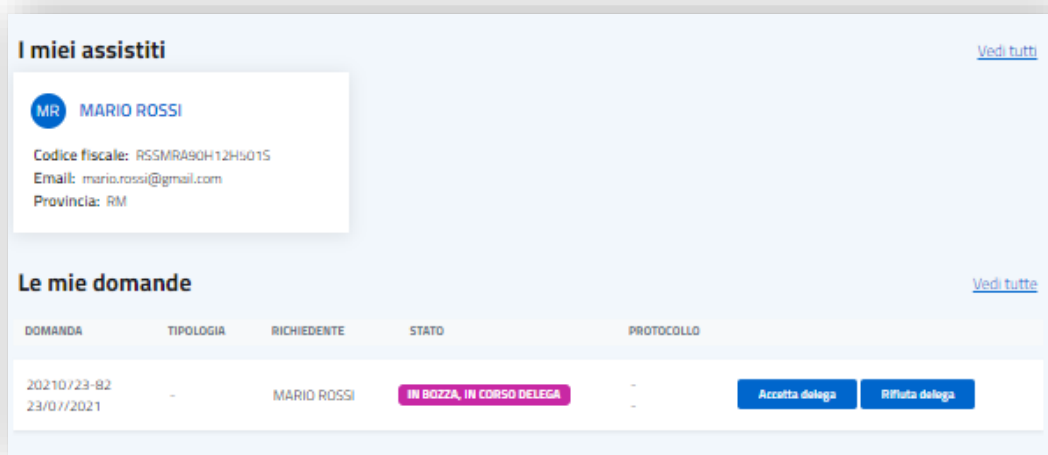 I miei assistiti
Vedi tutti
MR MARIO ROSSI
Codice fiscale: RSSMRA90H12H501S
Email: mario.rossi@gmail.com
Provincia: RM
Le mie domande
Vedi tutte
DOMANDA TIPOLOGIA RICHIEDENTE STATO PROTOCOLLO
20210723-82
23/07/2021
-
MARIO ROSSI
IN BOZZA, IN CORSO DELEGA
-
-
Accetta delega
Rifiuta delega